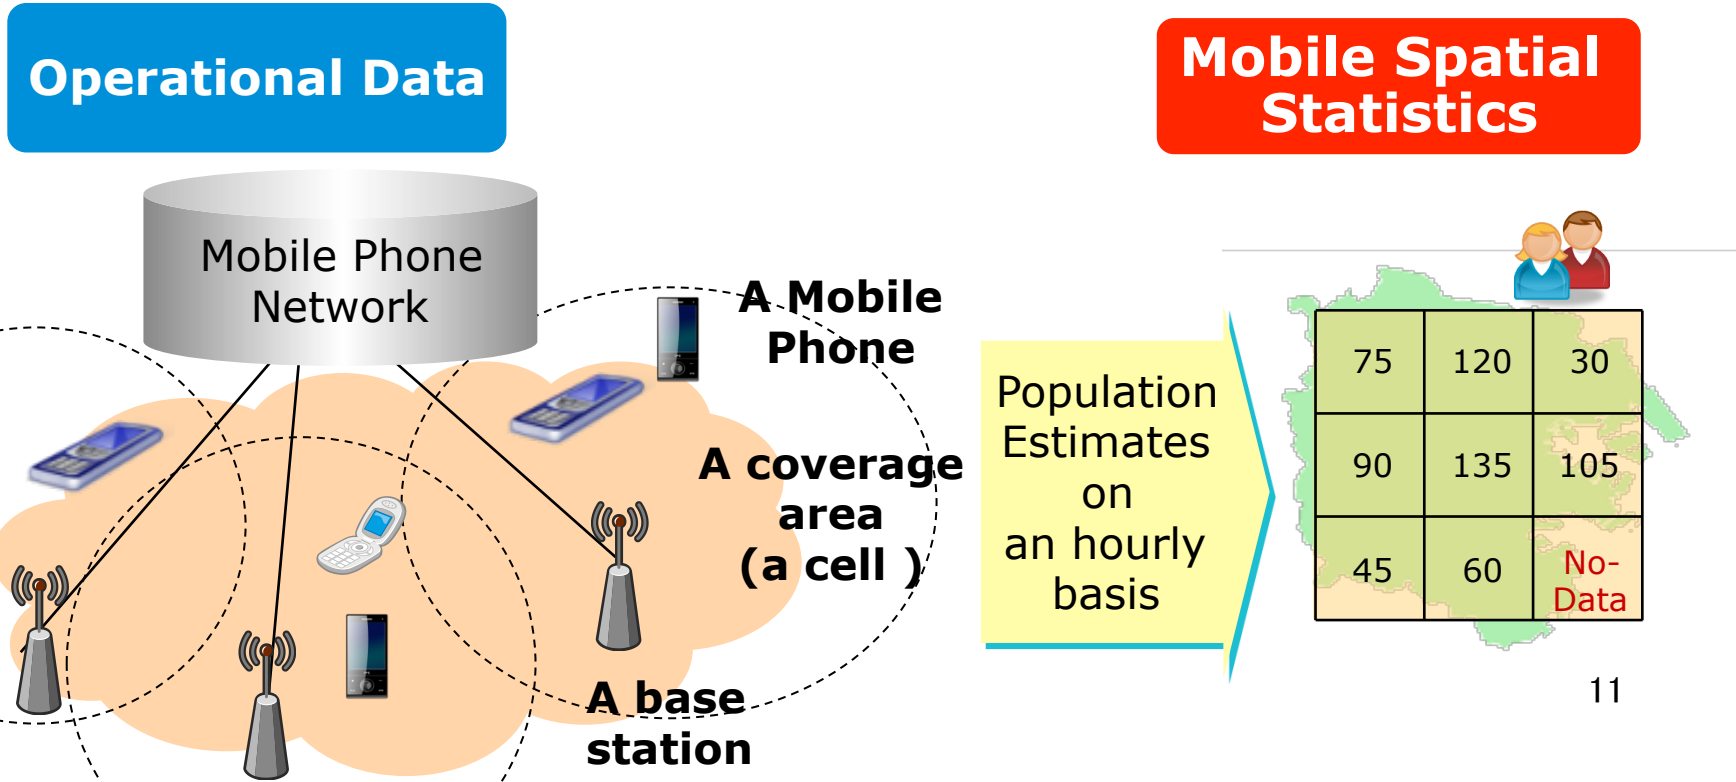 Operational Data
Mobile Spatial
Statistics
Mobile Phone
Network
A Mobile
Phone
A coverage
area
(a cell )
A base
station
Population
Estimates
on
an hourly
basis
75 120 30
90 135 105
45 60 No-
Data
11